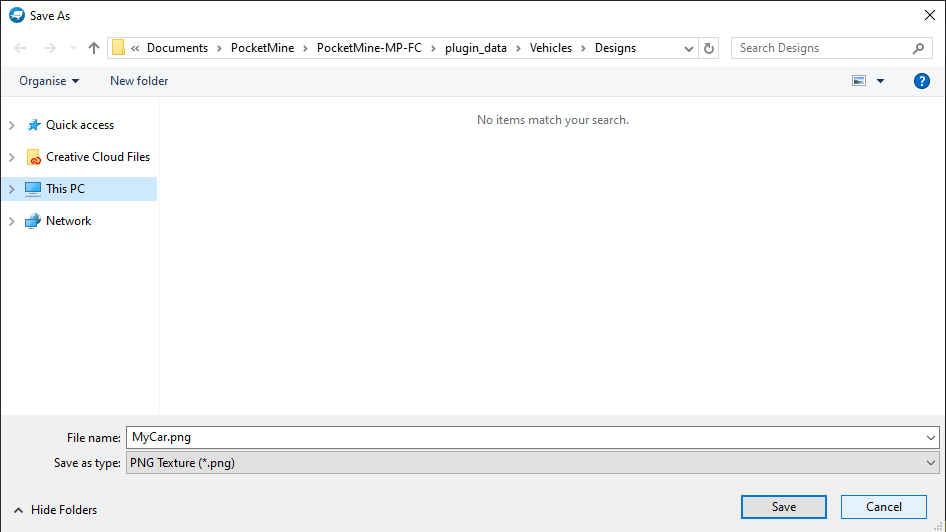 Save As
« Documents > PocketMine > PocketMine-MP-FC > plugin_data > Vehicles > Designs
Search Designs
Organise
New folder
?
Quick access
Creative Cloud Files
This PC
Network
No items match your search.
File name: MyCar.png
Save as type: PNG Texture (*.png)
Hide Folders
Save
Cancel